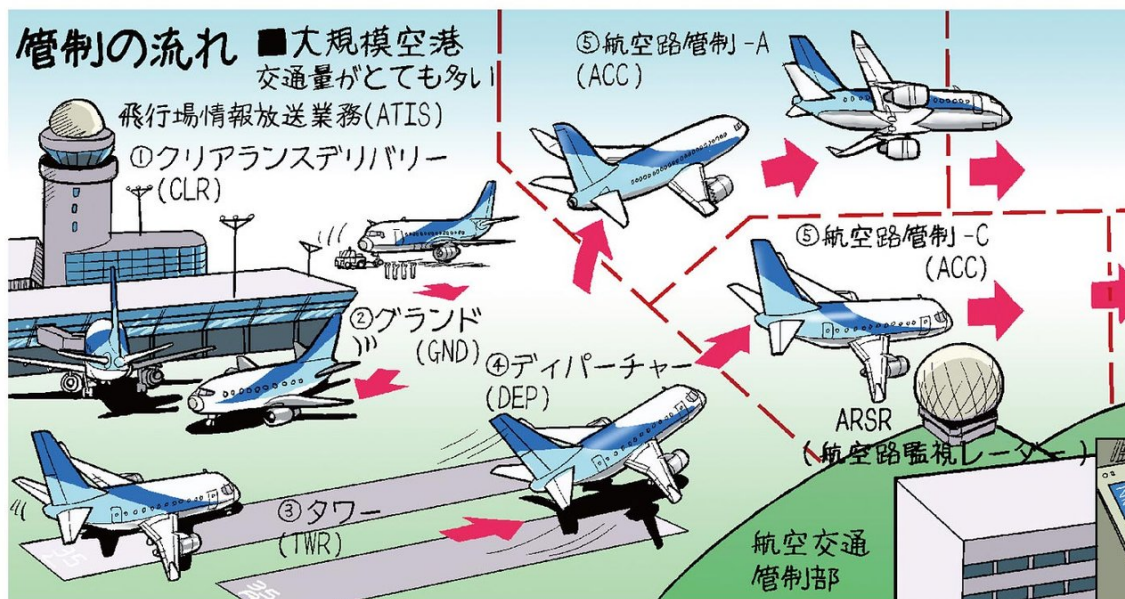 管制の流れ
■大規模空港
交通量がとても多い
飛行場情報放送業務(ATIS)
①クリアランスデリバリー
(CLR)
②グランド
(GND)
③タワー
(TWR)
④ディパーチャー
(DEP)
⑤航空路管制-A
(ACC)
⑤航空路管制-C
(ACC)
ARSR
(航空路監視レーダー)
航空交通
管制部